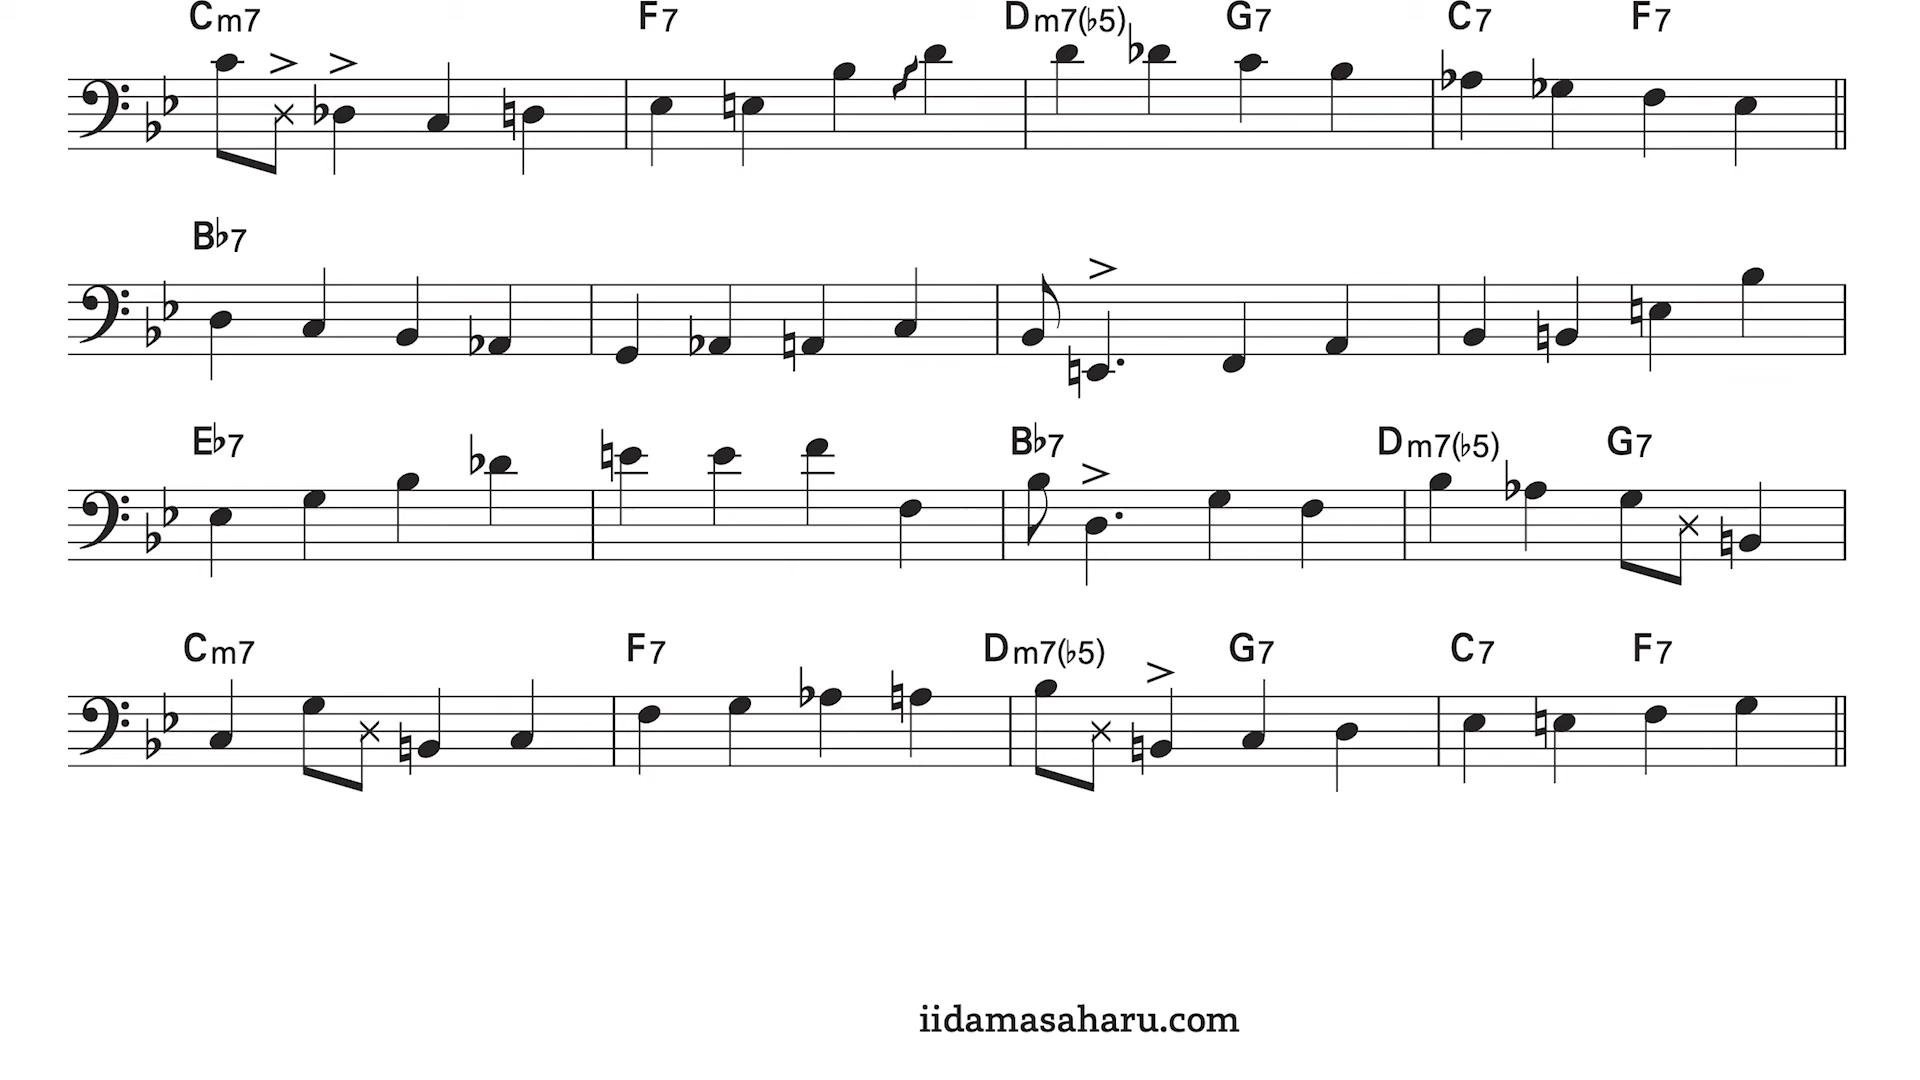 Cm7 F7 Dm7(♭5) G7 C7 F7
B♭7
E♭7 B♭7 Dm7(♭5) G7
Cm7 F7 Dm7(♭5) G7 C7 F7
iidamasaharu.com